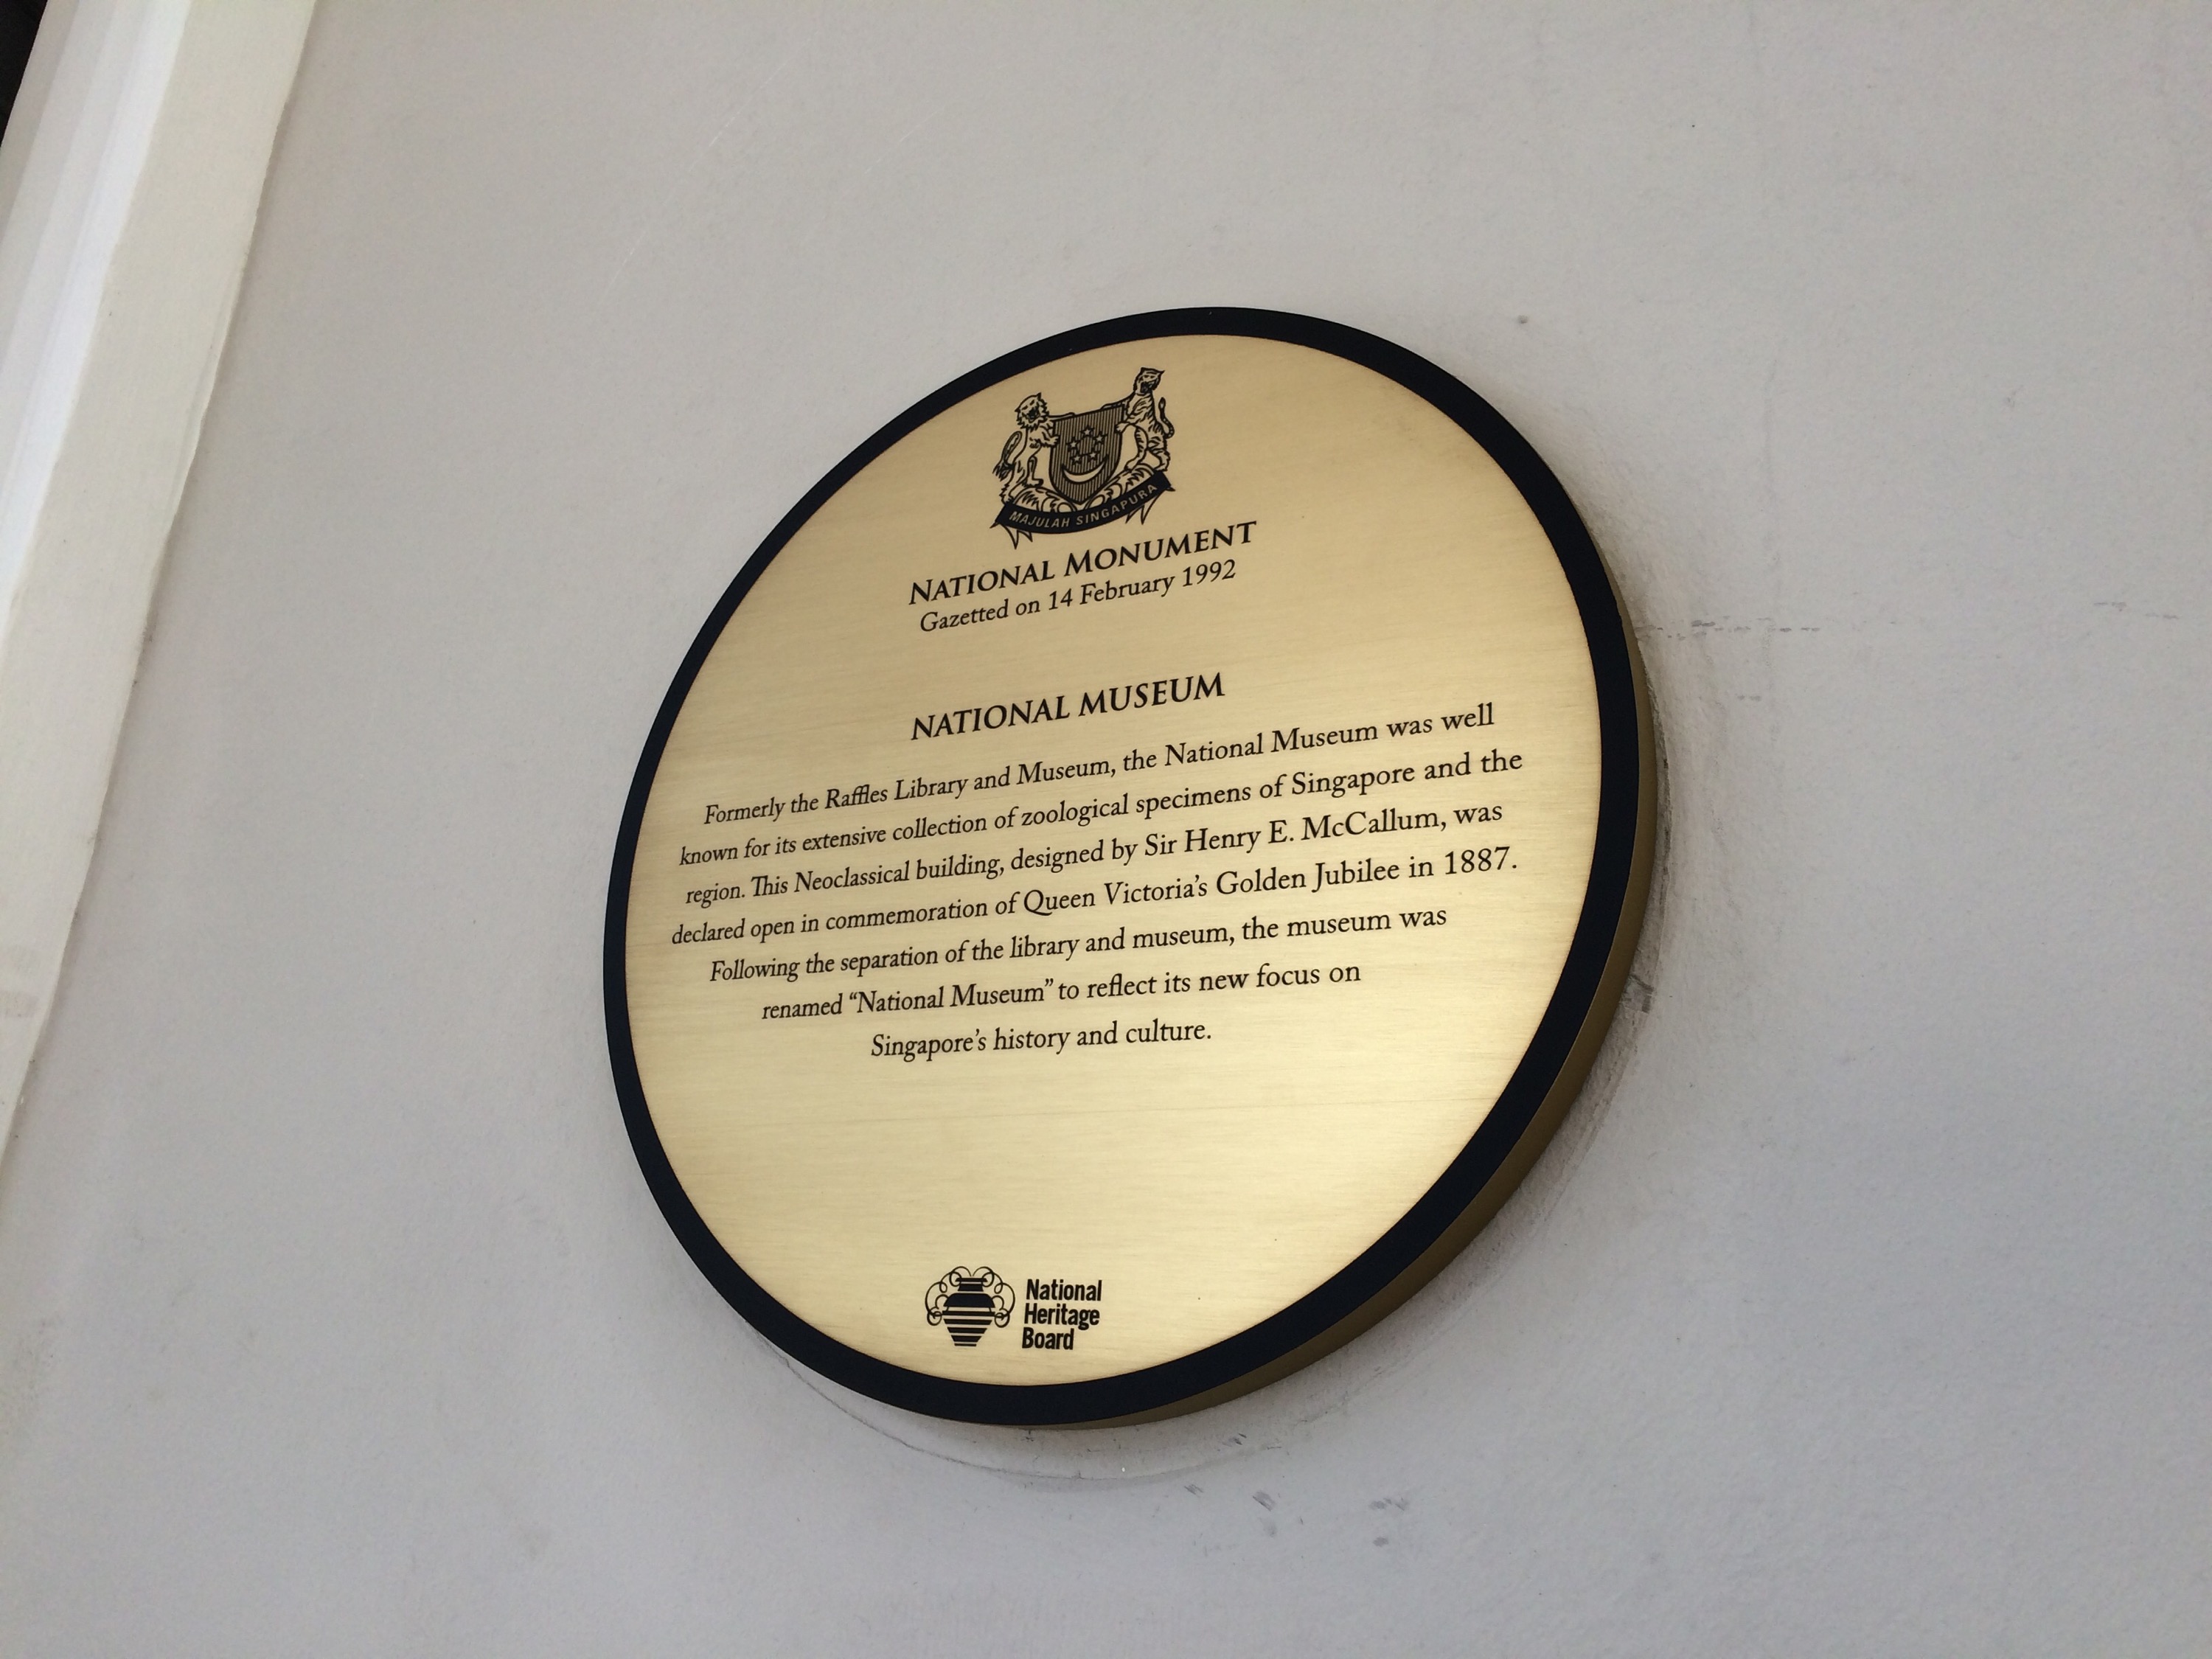 MAJULAH SINGAPURA
NATIONAL MONUMENT
Gazetted on 14 February 1992
NATIONAL MUSEUM
Formerly the Raffles Library and Museum, the National Museum was well
known for its extensive collection of zoological specimens of Singapore and the
region. This Neoclassical building, designed by Sir Henry E. McCallum, was
declared open in commemoration of Queen Victoria's Golden Jubilee in 1887.
Following the separation of the library and museum, the museum was
renamed “National Museum” to reflect its new focus on
Singapore's history and culture.
National
Heritage
Board